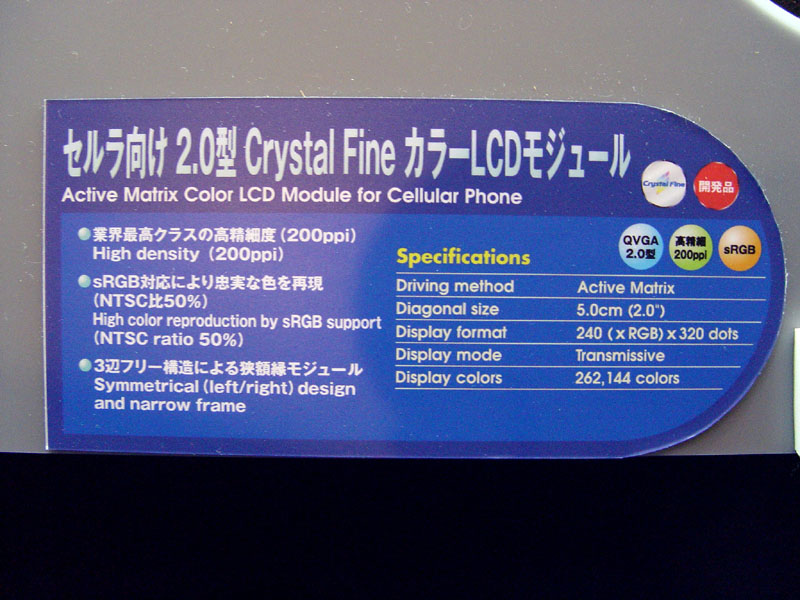 セルラ向け 2.0型 Crystal Fine カラーLCDモジュール
Active Matrix Color LCD Module for Cellular Phone
Crystal Fine
開発品
QVGA
2.0型
高精細
200ppi
sRGB
●業界最高クラスの高精細度（200ppi）
High density (200ppi)
●sRGB対応により忠実な色を再現
（NTSC比50%）
High color reproduction by sRGB support
(NTSC ratio 50%)
●3辺フリー構造による狭額縁モジュール
Symmetrical (left/right) design
and narrow frame
Specifications
Driving method Active Matrix
Diagonal size 5.0cm (2.0")
Display format 240 (xRGB) x 320 dots
Display mode Transmissive
Display colors 262,144 colors